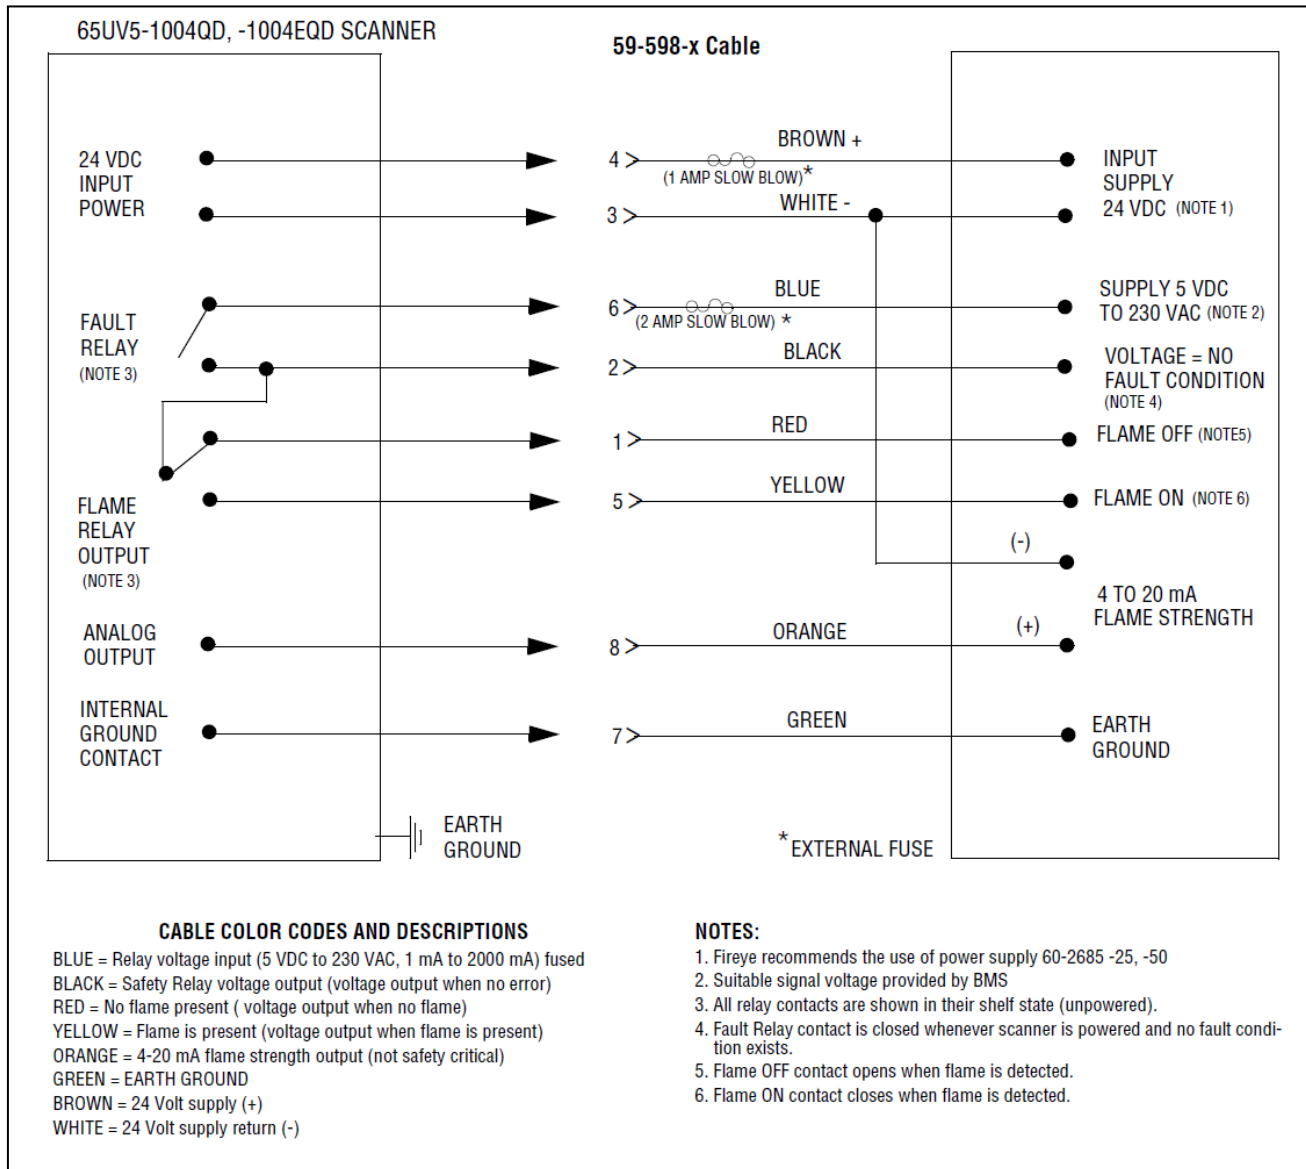 65UV5-1004QD, -1004EQD SCANNER
59-598-x Cable
24 VDC
INPUT
POWER
4
BROWN +
(1 AMP SLOW BLOW)*
INPUT
SUPPLY
24 VDC (NOTE 1)
3
WHITE -
FAULT
RELAY
(NOTE 3)
6
BLUE
(2 AMP SLOW BLOW) *
SUPPLY 5 VDC
TO 230 VAC (NOTE 2)
2
BLACK
VOLTAGE = NO
FAULT CONDITION
(NOTE 4)
1
RED
FLAME OFF (NOTE5)
FLAME
RELAY
OUTPUT
(NOTE 3)
5
YELLOW
FLAME ON (NOTE 6)
(-)
4 TO 20 mA
FLAME STRENGTH
ANALOG
OUTPUT
8
ORANGE
(+)
INTERNAL
GROUND
CONTACT
7
GREEN
EARTH
GROUND
EARTH
GROUND
* EXTERNAL FUSE
CABLE COLOR CODES AND DESCRIPTIONS
BLUE = Relay voltage input (5 VDC to 230 VAC, 1 mA to 2000 mA) fused
BLACK = Safety Relay voltage output (voltage output when no error)
RED = No flame present ( voltage output when no flame)
YELLOW = Flame is present (voltage output when flame is present)
ORANGE = 4-20 mA flame strength output (not safety critical)
GREEN = EARTH GROUND
BROWN = 24 Volt supply (+)
WHITE = 24 Volt supply return (-)
NOTES:
1. Fireye recommends the use of power supply 60-2685 -25, -50
2. Suitable signal voltage provided by BMS
3. All relay contacts are shown in their shelf state (unpowered).
4. Fault Relay contact is closed whenever scanner is powered and no fault condi-
tion exists.
5. Flame OFF contact opens when flame is detected.
6. Flame ON contact closes when flame is detected.